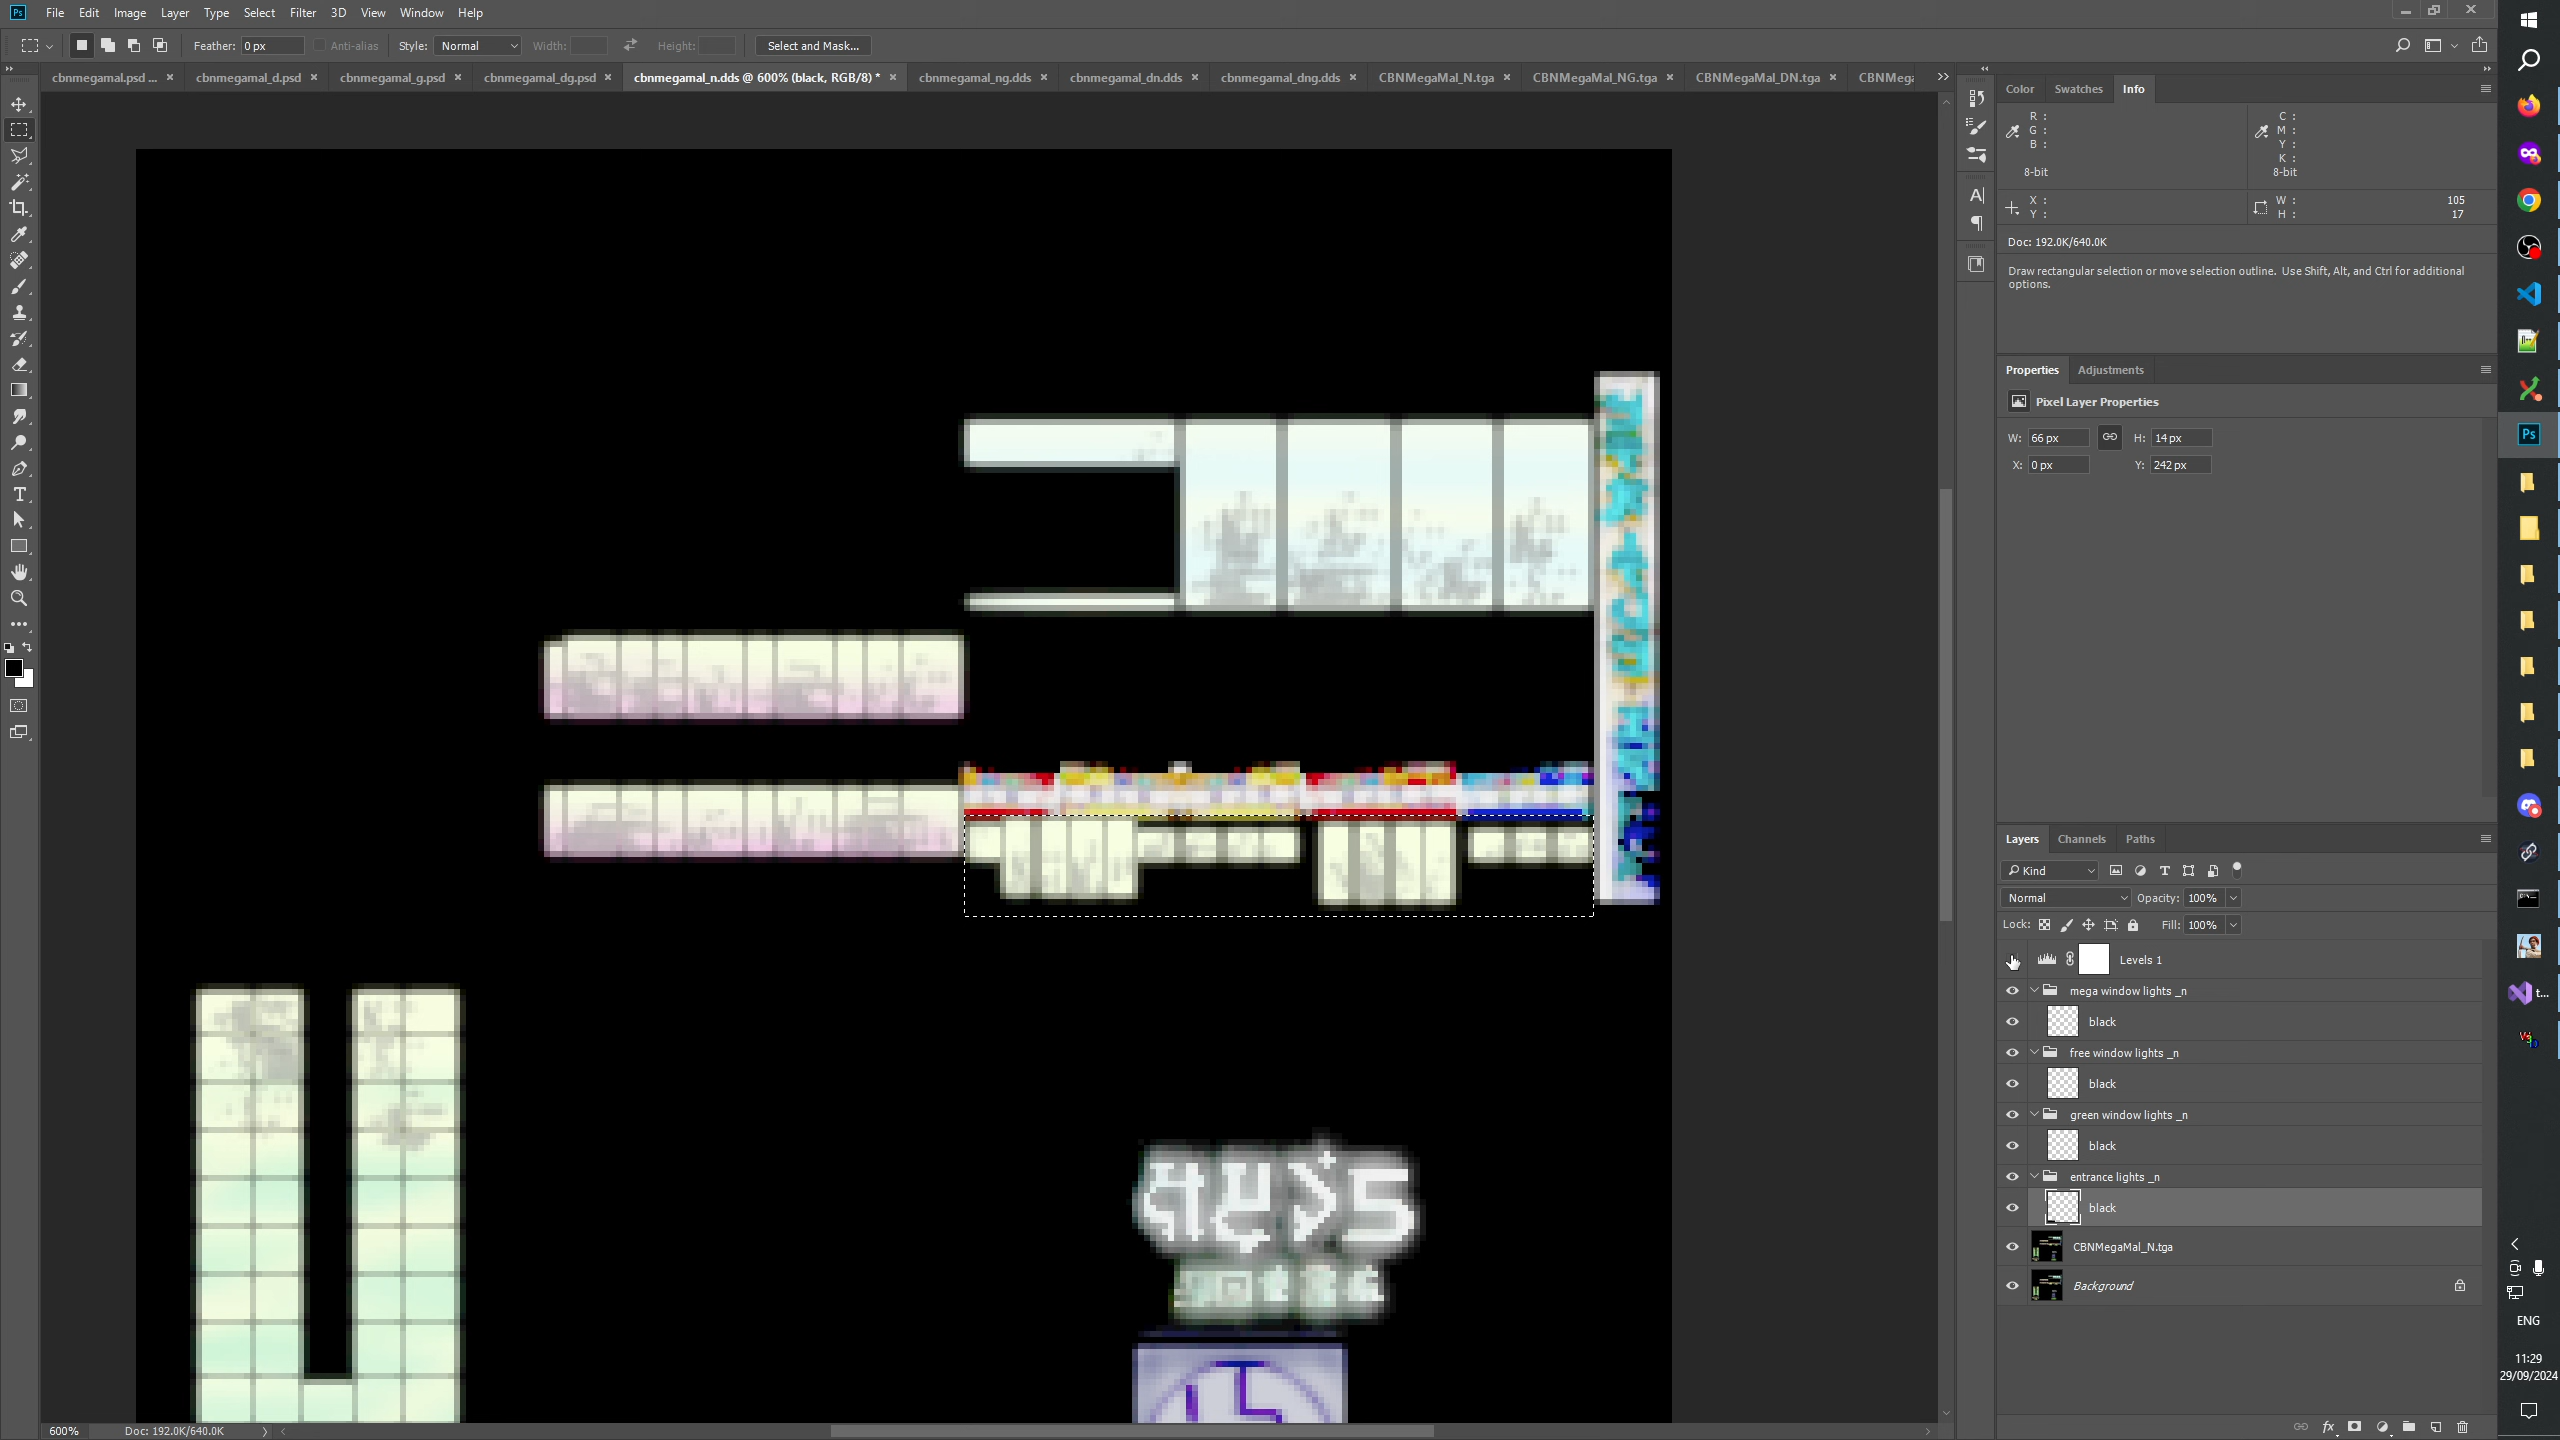 Ps File Edit Image Layer Type Select Filter 3D View Window Help
Feather: 0 px Anti-alias Style: Normal Width: Height: Select and Mask...
cbnmegamal.psd ... × cbnmegamal_d.psd × cbnmegamal_g.psd × cbnmegamal_dg.psd × cbnmegamal_n.dds @ 600% (black, RGB/8) * × cbnmegamal_ng.dds × cbnmegamal_dn.dds × cbnmegamal_dng.dds × CBNMegaMal_N.tga × CBNMegaMal_NG.tga × CBNMegaMal_DN.tga × CBNMega
Color Swatches Info
R : C :
G : M :
B : Y :
K :
8-bit 8-bit
X : W : 105
Y : H : 17
Doc: 192.0K/640.0K
Draw rectangular selection or move selection outline. Use Shift, Alt, and Ctrl for additional
options.
Properties Adjustments
Pixel Layer Properties
W: 66 px H: 14 px
X: 0 px Y: 242 px
Layers Channels Paths
Kind
Normal Opacity: 100%
Lock: Fill: 100%
Levels 1
mega window lights _n
black
free window lights _n
black
green window lights _n
black
entrance lights _n
black
CBNMegaMal_N.tga
Background
600% Doc: 192.0K/640.0K
Ps
t...
ENG
11:29
29/09/2024